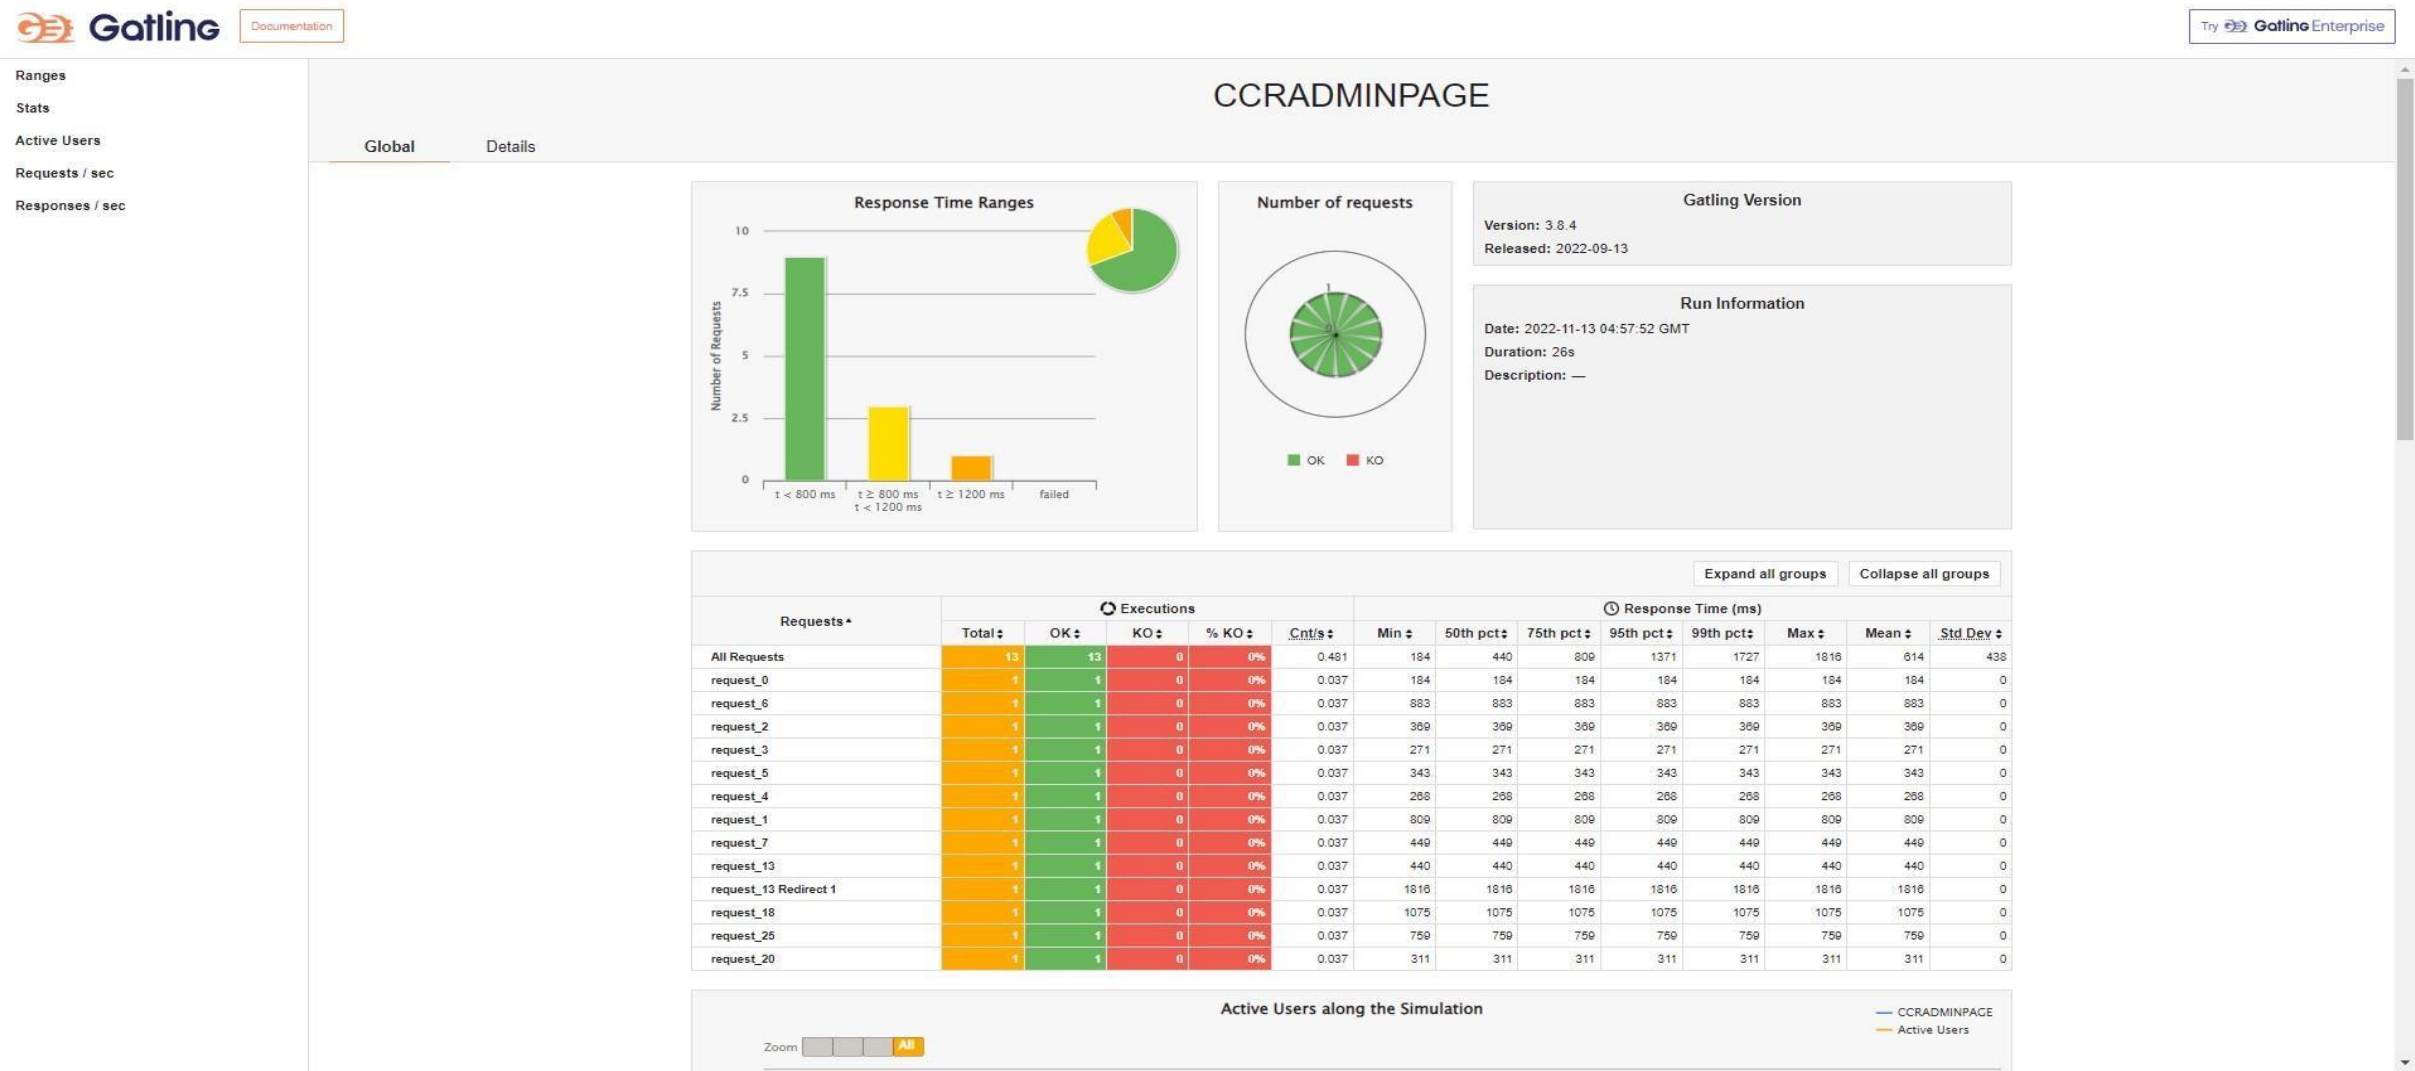 Gatling Documentation Try Gatling Enterprise
Ranges
Stats
Active Users
Requests / sec
Responses / sec
CCRADMINPAGE
Global Details
Response Time Ranges
10
7.5
5
2.5
0
Number of Requests
t < 800 ms
t ≥ 800 ms
t < 1200 ms
t ≥ 1200 ms
failed
Number of requests
1
0
OK KO
Gatling Version
Version: 3.8.4
Released: 2022-09-13
Run Information
Date: 2022-11-13 04:57:52 GMT
Duration: 26s
Description: —
Expand all groups Collapse all groups
Requests Executions Response Time (ms)
Total OK KO % KO Cnt/s Min 50th pct 75th pct 95th pct 99th pct Max Mean Std Dev
All Requests 13 13 0 0% 0.481 184 440 809 1371 1727 1816 614 438
request_0 1 1 0 0% 0.037 184 184 184 184 184 184 184 0
request_6 1 1 0 0% 0.037 883 883 883 883 883 883 883 0
request_2 1 1 0 0% 0.037 369 369 369 369 369 369 369 0
request_3 1 1 0 0% 0.037 271 271 271 271 271 271 271 0
request_5 1 1 0 0% 0.037 343 343 343 343 343 343 343 0
request_4 1 1 0 0% 0.037 268 268 268 268 268 268 268 0
request_1 1 1 0 0% 0.037 809 809 809 809 809 809 809 0
request_7 1 1 0 0% 0.037 449 449 449 449 449 449 449 0
request_13 1 1 0 0% 0.037 440 440 440 440 440 440 440 0
request_13 Redirect 1 1 1 0 0% 0.037 1816 1816 1816 1816 1816 1816 1816 0
request_18 1 1 0 0% 0.037 1075 1075 1075 1075 1075 1075 1075 0
request_25 1 1 0 0% 0.037 759 759 759 759 759 759 759 0
request_20 1 1 0 0% 0.037 311 311 311 311 311 311 311 0
Active Users along the Simulation
CCRADMINPAGE
Active Users
Zoom All